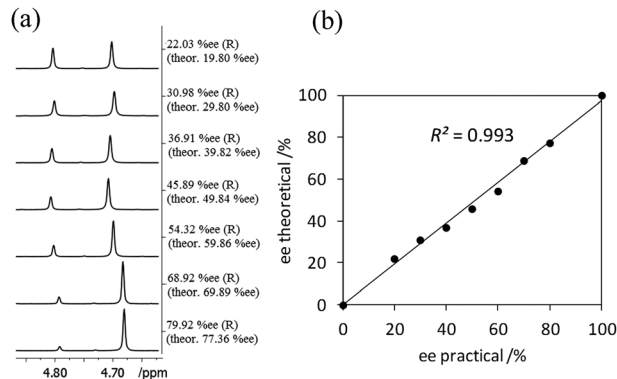 (a)
22.03 %ee (R)
(theor. 19.80 %ee)
30.98 %ee (R)
(theor. 29.80 %ee)
36.91 %ee (R)
(theor. 39.82 %ee)
45.89 %ee (R)
(theor. 49.84 %ee)
54.32 %ee (R)
(theor. 59.86 %ee)
68.92 %ee (R)
(theor. 69.89 %ee)
79.92 %ee (R)
(theor. 77.36 %ee)
4.80 4.70 /ppm
(b)
100
80
60
40
20
0
ee theoretical /%
R² = 0.993
0 20 40 60 80 100
ee practical /%